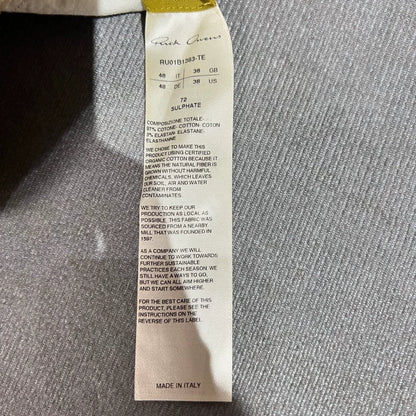 Rick Owens
RU01B1383-TE
48 IT 38 GB
48 DE 38 US
72
SULPHATE
COMPOSIZIONE TOTALE:
97% COTONE- COTTON- COTON
3% ELASTAN- ELASTANE-
ELASTHANNE
WE CHOSE TO MAKE THIS
PRODUCT USING CERTIFIED
ORGANIC COTTON BECAUSE IT
MEANS THE NATURAL FIBER IS
GROWN WITHOUT HARMFUL
CHEMICALS, WHICH LEAVES
OUR SOIL, AIR AND WATER
CLEANER FROM
CONTAMINATES.
WE TRY TO KEEP OUR
PRODUCTION AS LOCAL AS
POSSIBLE. THIS FABRIC WAS
SOURCED FROM A NEARBY
MILL THAT WAS FOUNDED IN
1597.
AS A COMPANY WE WILL
CONTINUE TO WORK TOWARDS
FURTHER SUSTAINABLE
PRACTICES EACH SEASON. WE
STILL HAVE A WAYS TO GO,
BUT WE CAN ALL AIM HIGHER
AND START SOMEWHERE.
FOR THE BEST CARE OF THIS
PRODUCT, PLEASE SEE THE
INSTRUCTIONS ON THE
REVERSE OF THIS LABEL.
MADE IN ITALY